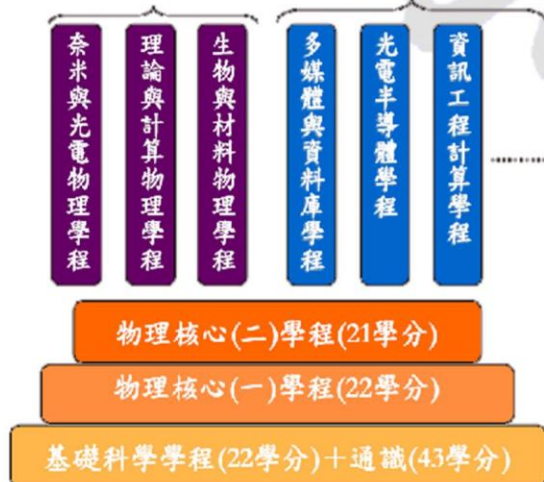 奈米與光電物理學程
理論與計算物理學程
生物與材料物理學程
多媒體與資料庫學程
光電半導體學程
資訊工程計算學程
物理核心(二)學程(21學分)
物理核心(一)學程(22學分)
基礎科學學程(22學分)＋通識(43學分)